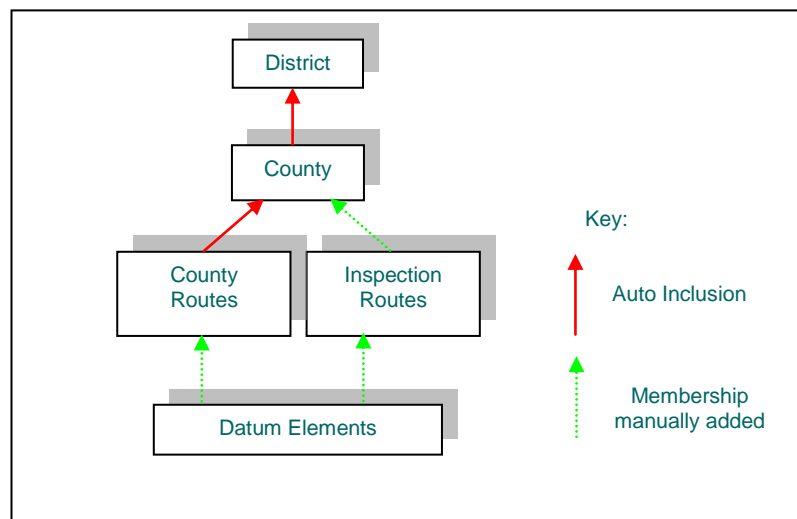 District
County
Key:
County
Routes
Inspection
Routes
Auto Inclusion
Membership
manually added
Datum Elements